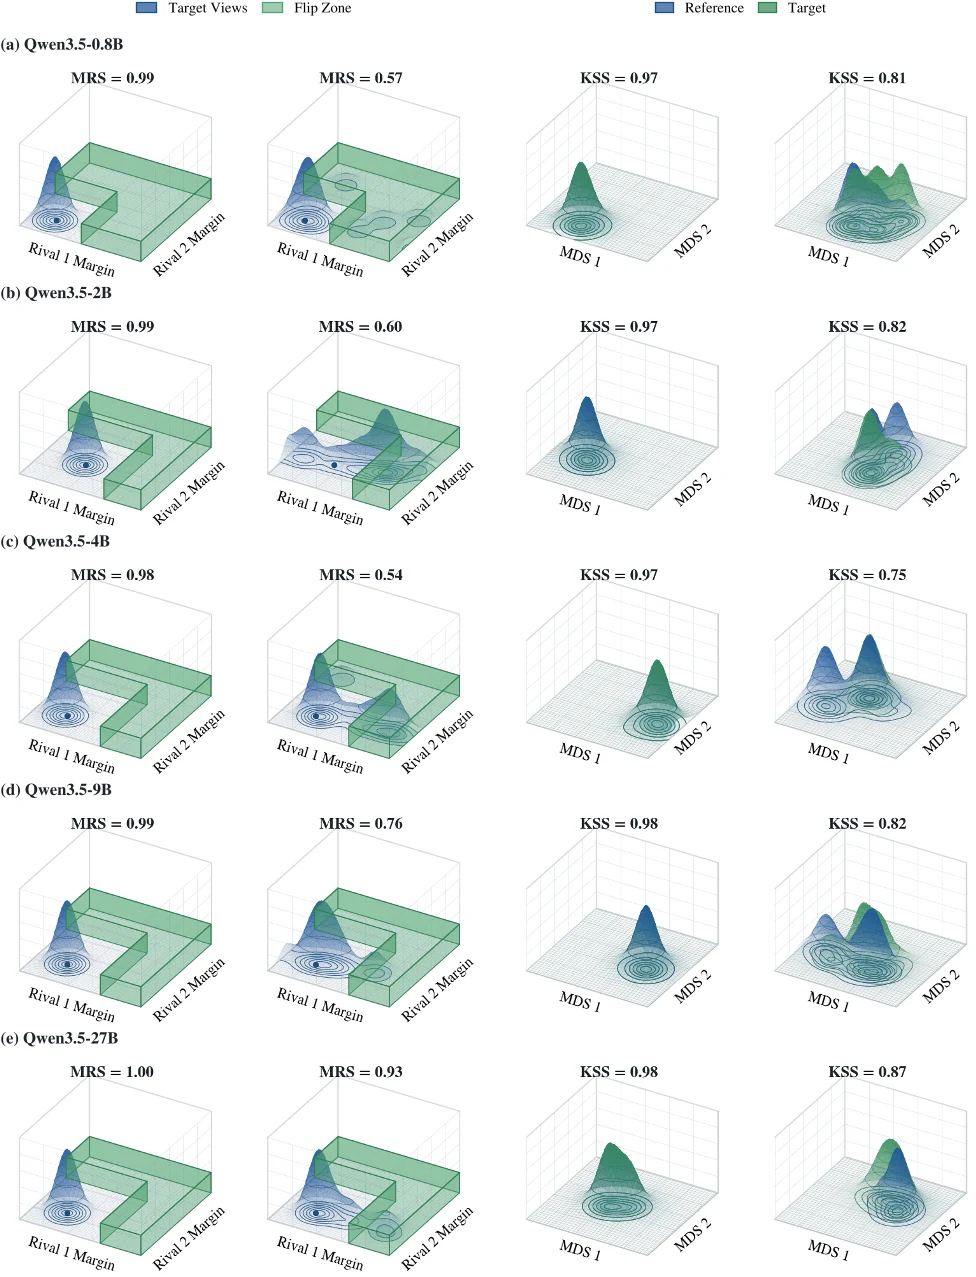 Target Views Flip Zone Reference Target
(a) Qwen3.5-0.8B
MRS = 0.99 MRS = 0.57 KSS = 0.97 KSS = 0.81
Rival 1 Margin Rival 2 Margin Rival 1 Margin Rival 2 Margin MDS 1 MDS 2 MDS 1 MDS 2
(b) Qwen3.5-2B
MRS = 0.99 MRS = 0.60 KSS = 0.97 KSS = 0.82
Rival 1 Margin Rival 2 Margin Rival 1 Margin Rival 2 Margin MDS 1 MDS 2 MDS 1 MDS 2
(c) Qwen3.5-4B
MRS = 0.98 MRS = 0.54 KSS = 0.97 KSS = 0.75
Rival 1 Margin Rival 2 Margin Rival 1 Margin Rival 2 Margin MDS 1 MDS 2 MDS 1 MDS 2
(d) Qwen3.5-9B
MRS = 0.99 MRS = 0.76 KSS = 0.98 KSS = 0.82
Rival 1 Margin Rival 2 Margin Rival 1 Margin Rival 2 Margin MDS 1 MDS 2 MDS 1 MDS 2
(e) Qwen3.5-27B
MRS = 1.00 MRS = 0.93 KSS = 0.98 KSS = 0.87
Rival 1 Margin Rival 2 Margin Rival 1 Margin Rival 2 Margin MDS 1 MDS 2 MDS 1 MDS 2